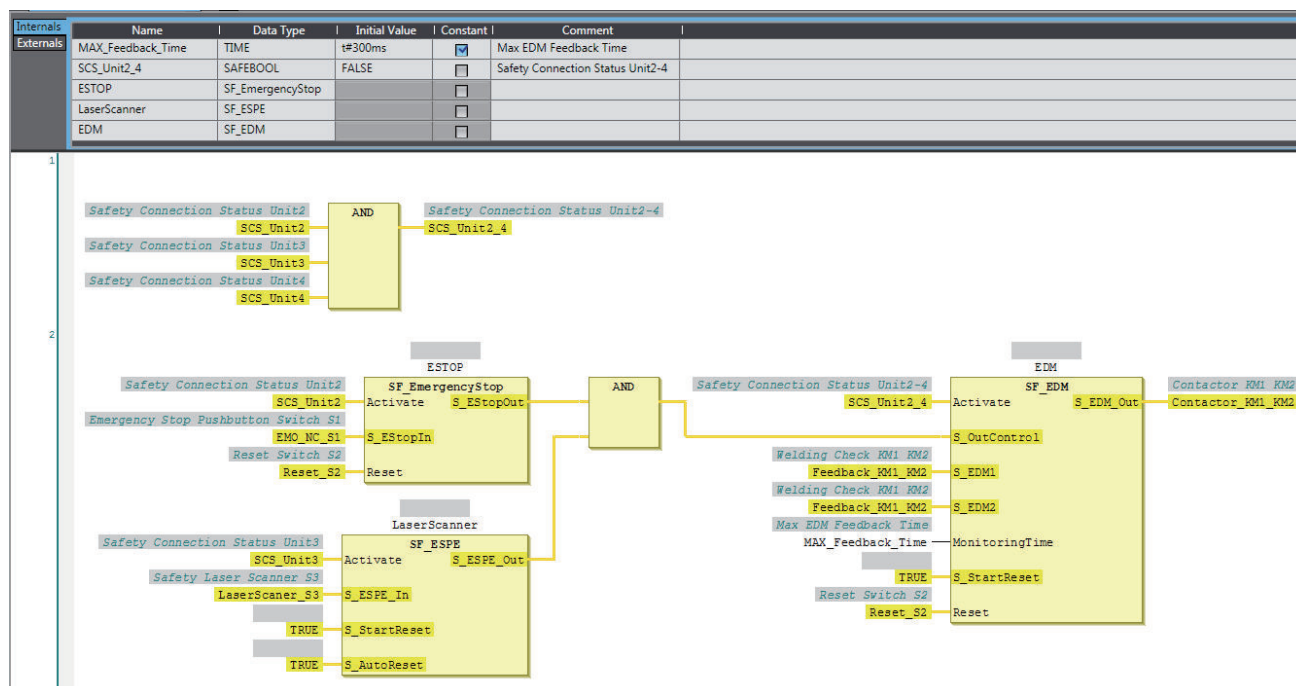 Internals
Externals
Name Data Type Initial Value Constant Comment
MAX_Feedback_Time TIME t#300ms Max EDM Feedback Time
SCS_Unit2_4 SAFEBOOL FALSE Safety Connection Status Unit2-4
ESTOP SF_EmergencyStop
LaserScanner SF_ESPE
EDM SF_EDM
1
Safety Connection Status Unit2 AND Safety Connection Status Unit2-4
SCS_Unit2 SCS_Unit2_4
Safety Connection Status Unit3
SCS_Unit3
Safety Connection Status Unit4
SCS_Unit4
2
ESTOP EDM
Safety Connection Status Unit2 SF_EmergencyStop AND Safety Connection Status Unit2-4 SF_EDM Contactor KM1 KM2
SCS_Unit2 Activate S_EStopOut SCS_Unit2_4 Activate S_EDM_Out Contactor_KM1_KM2
Emergency Stop Pushbutton Switch S1
EMO_NC_S1 S_EStopIn S_OutControl
Reset Switch S2 Welding Check KM1 KM2
Reset_S2 Reset Feedback_KM1_KM2 S_EDM1
Welding Check KM1 KM2
Feedback_KM1_KM2 S_EDM2
LaserScanner Max EDM Feedback Time
Safety Connection Status Unit3 SF_ESPE MAX_Feedback_Time MonitoringTime
SCS_Unit3 Activate S_ESPE_Out
Safety Laser Scanner S3 TRUE S_StartReset
LaserScaner_S3 S_ESPE_In Reset Switch S2
Reset_S2 Reset
TRUE S_StartReset
TRUE S_AutoReset